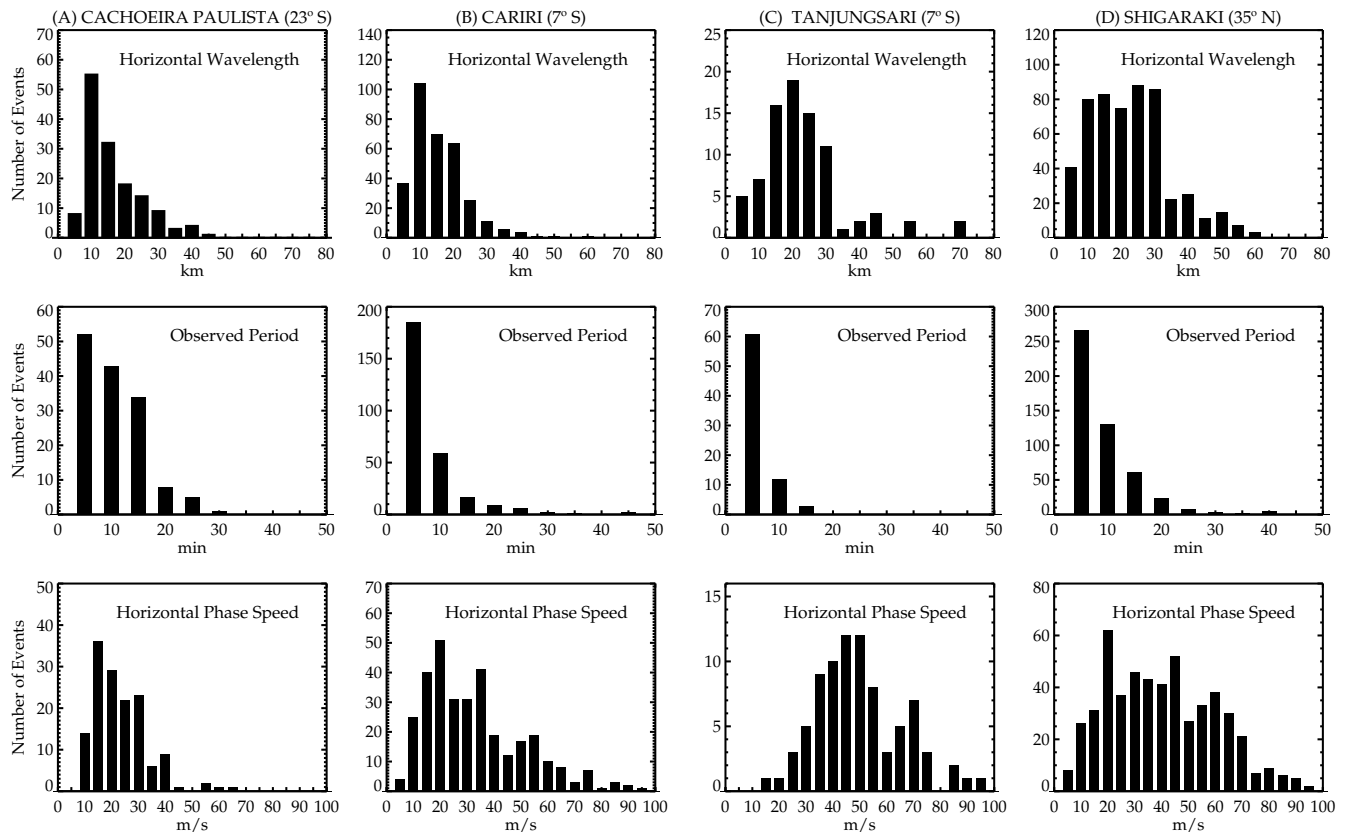 (A) CACHOEIRA PAULISTA (23º S) (B) CARIRI (7º S) (C) TANJUNGSARI (7º S) (D) SHIGARAKI (35º N)
Number of Events
70
60
50
40
30
20
10
0
Horizontal Wavelength
10 20 30 40 50 60 70 80
km
140
120
100
80
60
40
20
0
Horizontal Wavelength
0 10 20 30 40 50 60 70 80
km
25
20
15
10
5
0
Horizontal Wavelength
0 10 20 30 40 50 60 70 80
km
120
100
80
60
40
20
0
Horizontal Wavelengh
0 10 20 30 40 50 60 70 80
km
Number of Events
60
50
40
30
20
10
0
Observed Period
0 10 20 30 40 50
min
200
150
100
50
0
Observed Period
0 10 20 30 40 50
min
70
60
50
40
30
20
10
0
Observed Period
0 10 20 30 40 50
min
300
250
200
150
100
50
0
Observed Period
0 10 20 30 40 50
min
Number of Events
50
40
30
20
10
0
Horizontal Phase Speed
0 10 20 30 40 50 60 70 80 90 100
m/s
70
60
50
40
30
20
10
0
Horizontal Phase Speed
0 10 20 30 40 50 60 70 80 90 100
m/s
15
10
5
0
Horizontal Phase Speed
0 10 20 30 40 50 60 70 80 90 100
m/s
80
60
40
20
0
Horizontal Phase Speed
0 10 20 30 40 50 60 70 80 90 100
m/s